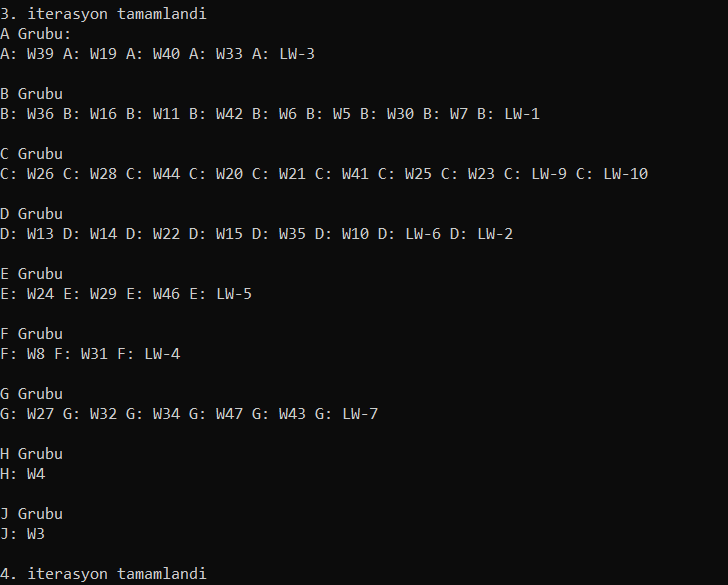 3. iterasyon tamamlandi
A Grubu:
A: W39 A: W19 A: W40 A: W33 A: LW-3
B Grubu
B: W36 B: W16 B: W11 B: W42 B: W6 B: W5 B: W30 B: W7 B: LW-1
C Grubu
C: W26 C: W28 C: W44 C: W20 C: W21 C: W41 C: W25 C: W23 C: LW-9 C: LW-10
D Grubu
D: W13 D: W14 D: W22 D: W15 D: W35 D: W10 D: LW-6 D: LW-2
E Grubu
E: W24 E: W29 E: W46 E: LW-5
F Grubu
F: W8 F: W31 F: LW-4
G Grubu
G: W27 G: W32 G: W34 G: W47 G: W43 G: LW-7
H Grubu
H: W4
J Grubu
J: W3
4. iterasyon tamamlandi